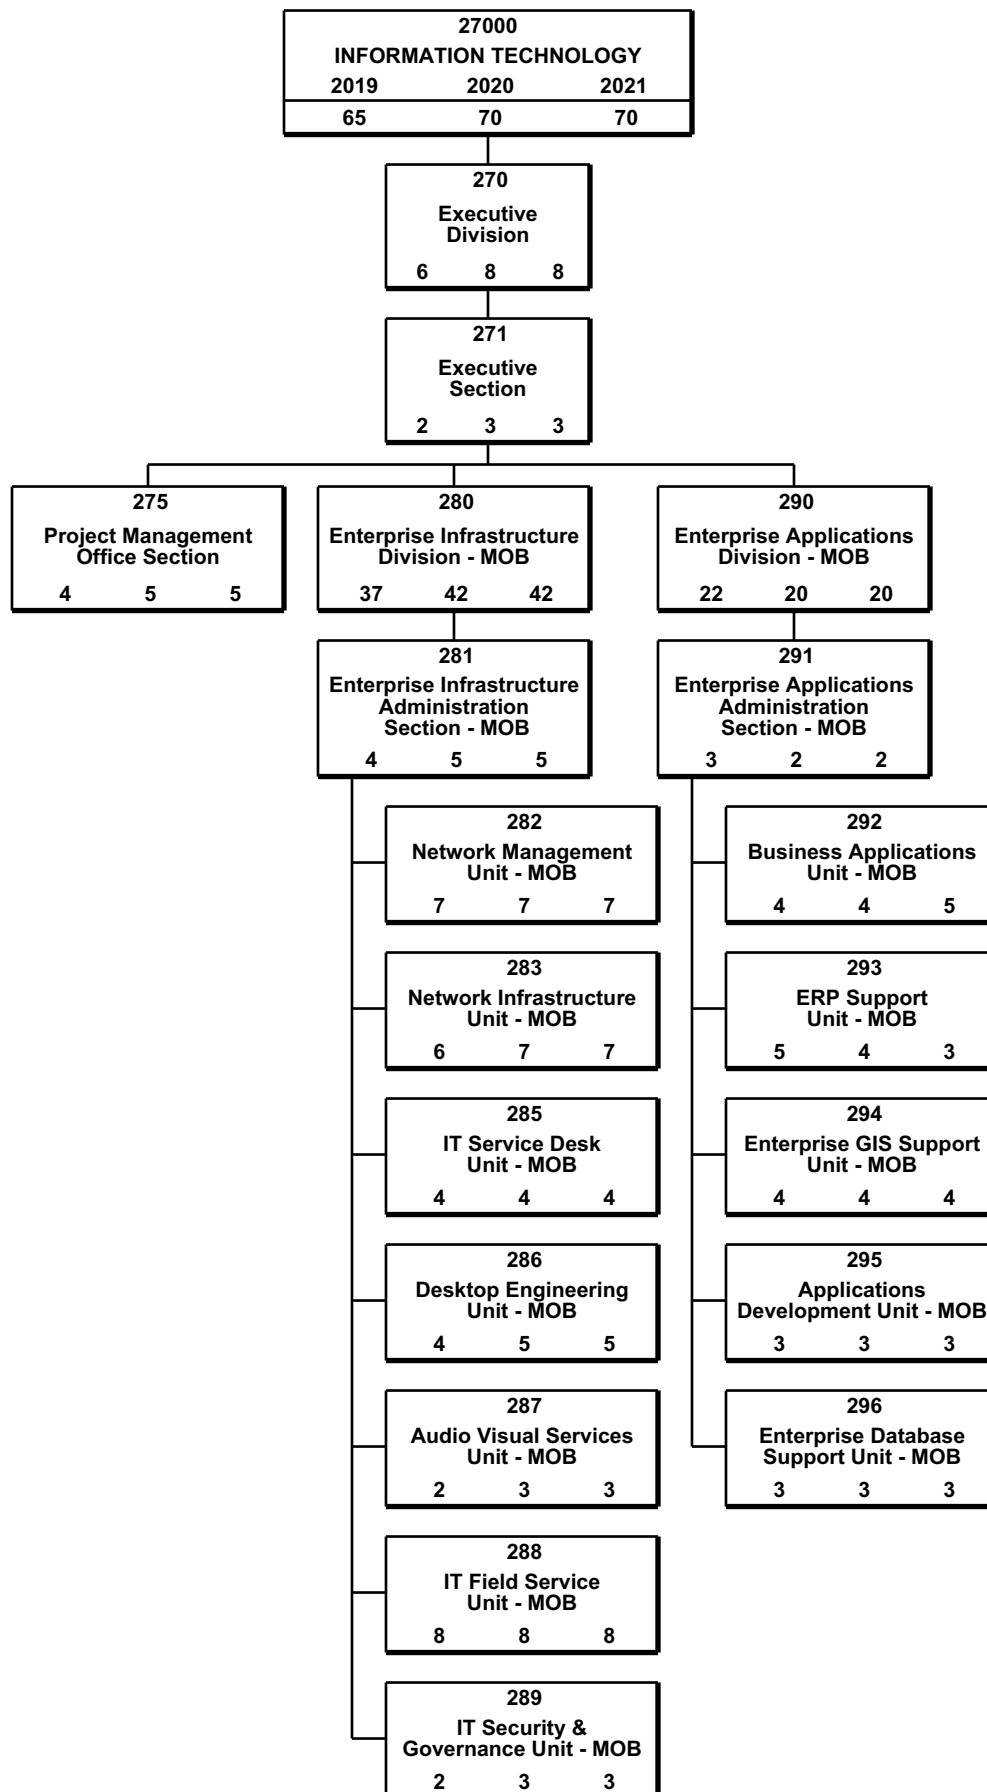 27000
INFORMATION TECHNOLOGY
2019 2020 2021
65 70 70
270
Executive
Division
6 8 8
271
Executive
Section
2 3 3
275
Project Management
Office Section
4 5 5
280
Enterprise Infrastructure
Division - MOB
37 42 42
290
Enterprise Applications
Division - MOB
22 20 20
281
Enterprise Infrastructure
Administration
Section - MOB
4 5 5
291
Enterprise Applications
Administration
Section - MOB
3 2 2
282
Network Management
Unit - MOB
7 7 7
292
Business Applications
Unit - MOB
4 4 5
283
Network Infrastructure
Unit - MOB
6 7 7
293
ERP Support
Unit - MOB
5 4 3
285
IT Service Desk
Unit - MOB
4 4 4
294
Enterprise GIS Support
Unit - MOB
4 4 4
286
Desktop Engineering
Unit - MOB
4 5 5
295
Applications
Development Unit - MOB
3 3 3
287
Audio Visual Services
Unit - MOB
2 3 3
296
Enterprise Database
Support Unit - MOB
3 3 3
288
IT Field Service
Unit - MOB
8 8 8
289
IT Security &
Governance Unit - MOB
2 3 3